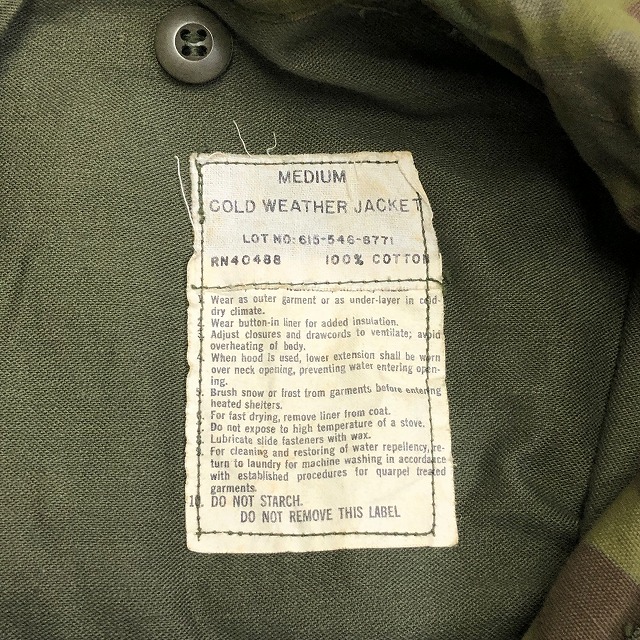 MEDIUM
COLD WEATHER JACKET
LOT NO: 615-546-8771
RN40488 100% COTTON
1. Wear as outer garment or as under-layer in cold-
dry climate.
2. Wear button-in liner for added insulation.
3. Adjust closures and drawcords to ventilate; avoid
overheating of body.
4. When hood is used, lower extension shall be worn
over neck opening, preventing water entering open-
ing.
5. Brush snow or frost from garments before entering
heated shelters.
6. For fast drying, remove liner from coat.
7. Do not expose to high temperature of a stove.
8. Lubricate slide fasteners with wax.
9. For cleaning and restoring of water repellency, re-
turn to laundry for machine washing in accordance
with established procedures for quarpel treated
garments.
10. DO NOT STARCH.
DO NOT REMOVE THIS LABEL